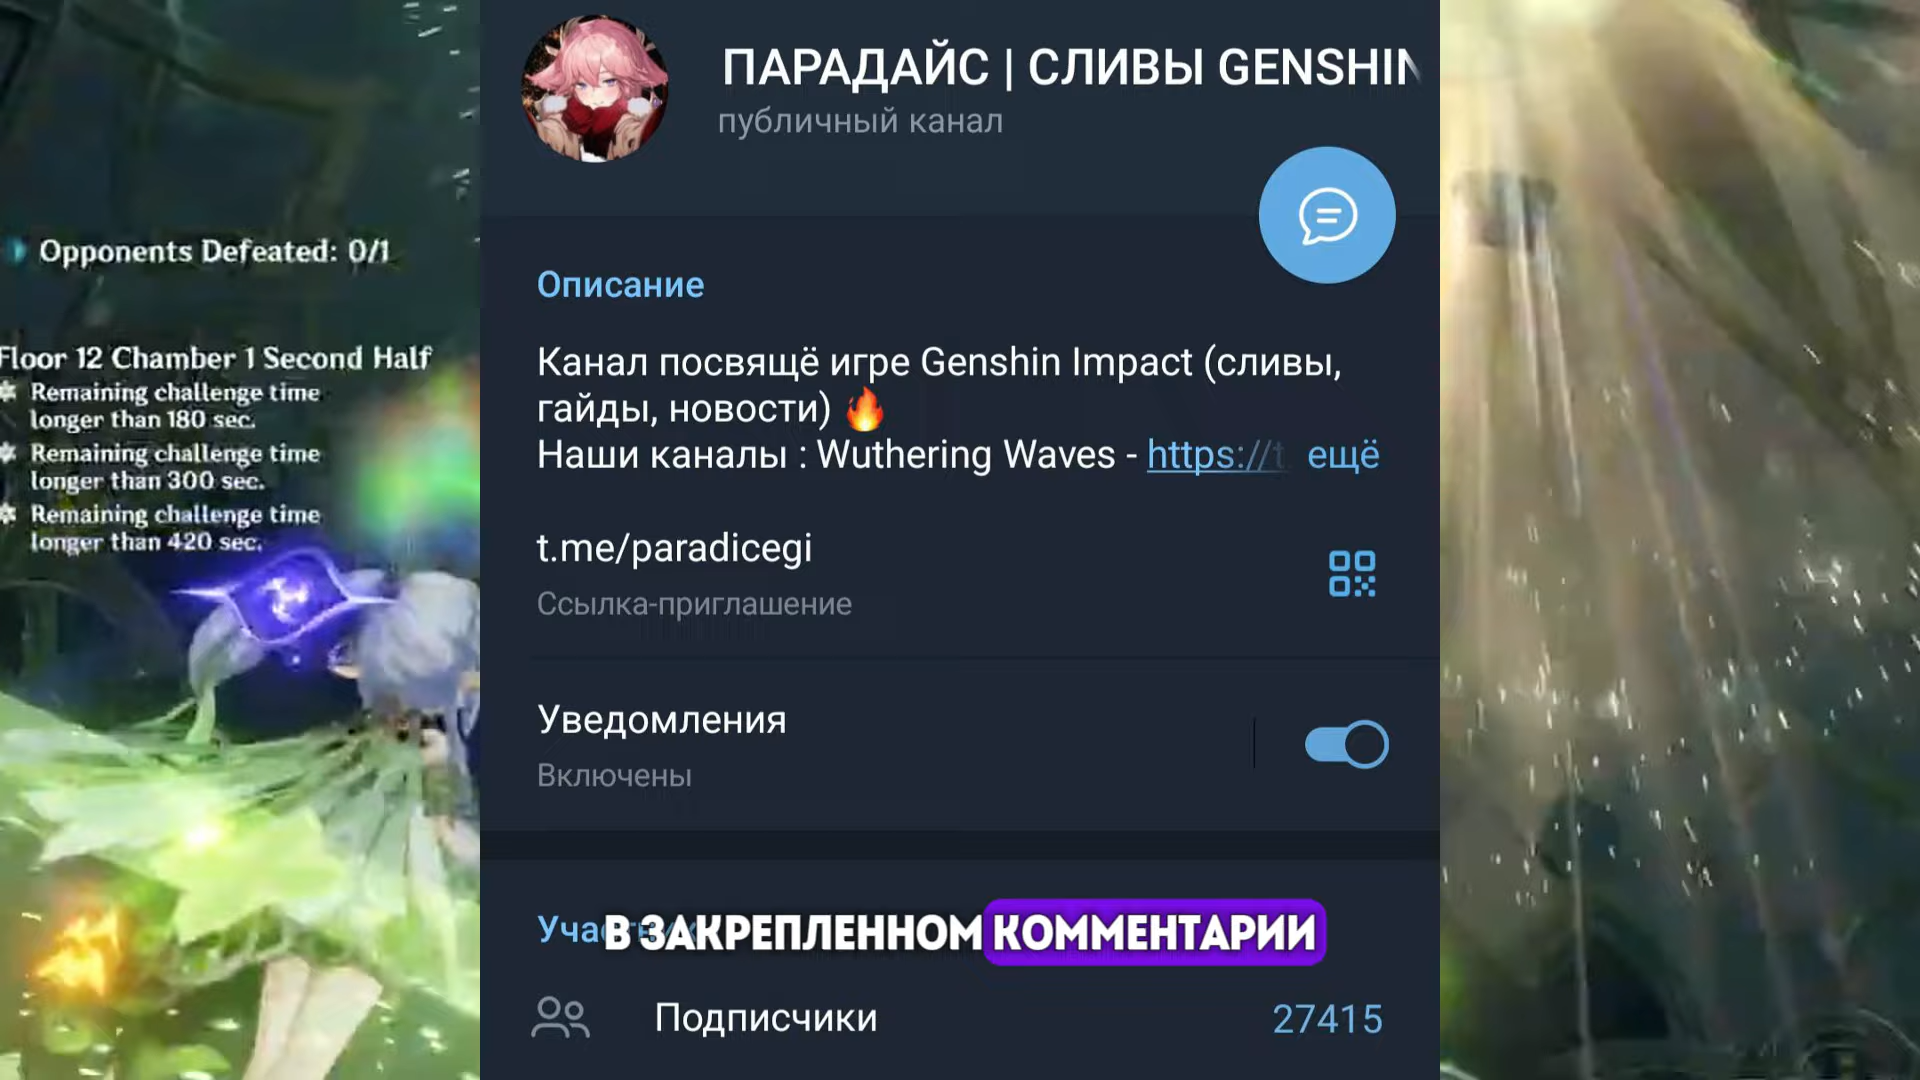 Opponents Defeated: 0/1
Floor 12 Chamber 1 Second Half
Remaining challenge time
longer than 180 sec.
Remaining challenge time
longer than 300 sec.
Remaining challenge time
longer than 420 sec.
ПАРАДАЙС | СЛИВЫ GENSHIN
публичный канал
Описание
Канал посвящё игре Genshin Impact (сливы,
гайды, новости) 🔥
Наши каналы : Wuthering Waves - https://t ещё
t.me/paradicegi
Ссылка-приглашение
Уведомления
Включены
В ЗАКРЕПЛЕННОМ КОММЕНТАРИИ
Подписчики 27415